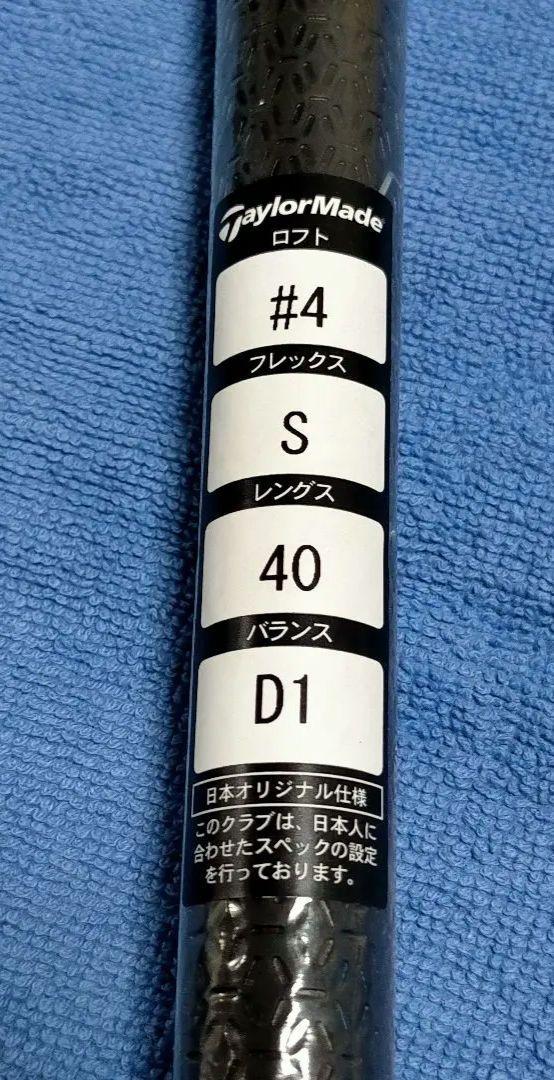 TaylorMade
ロフト
#4
フレックス
S
レングス
40
バランス
D1
日本オリジナル仕様
このクラブは、日本人に
合わせたスペックの設定
を行っております。